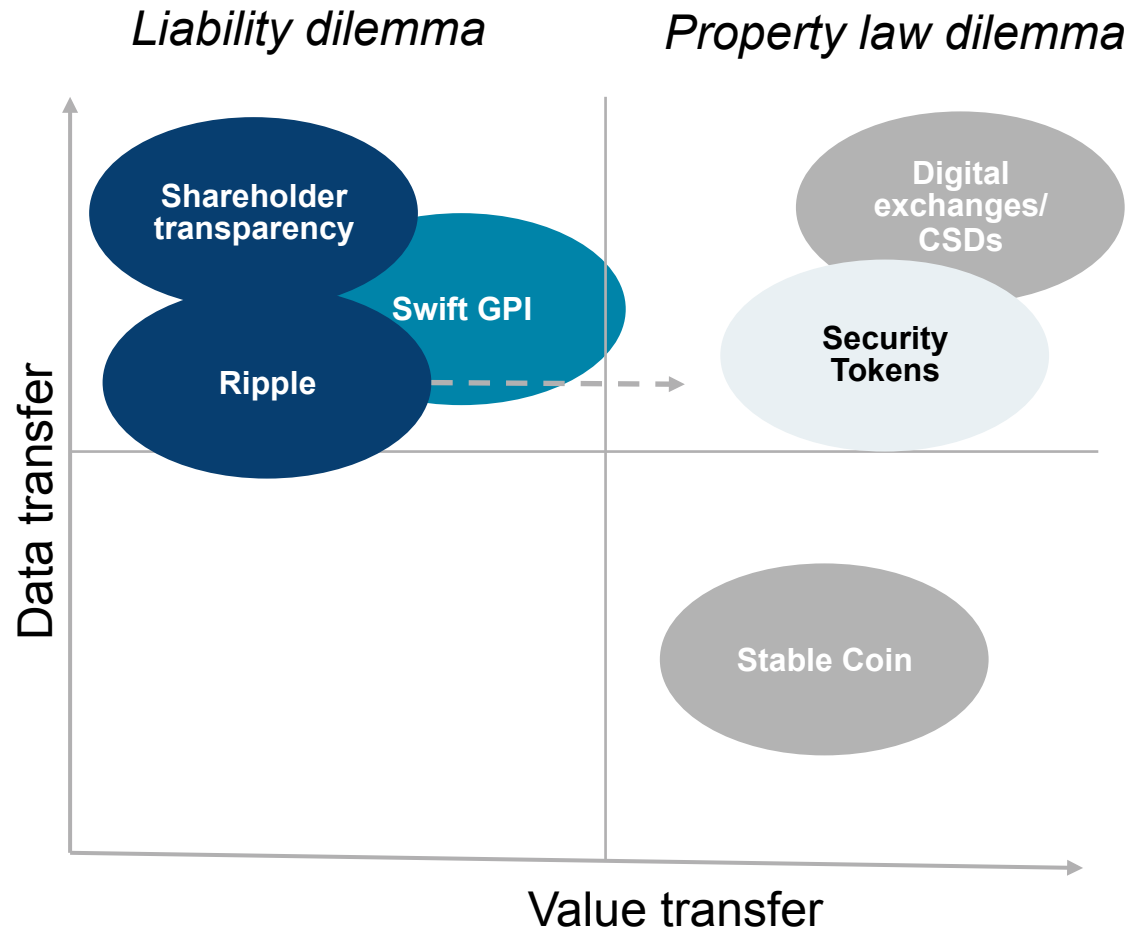 Liability dilemma
Property law dilemma
Shareholder
transparency
Digital
exchanges/
CSDs
Swift GPI
Security
Tokens
Ripple
Data transfer
Stable Coin
Value transfer